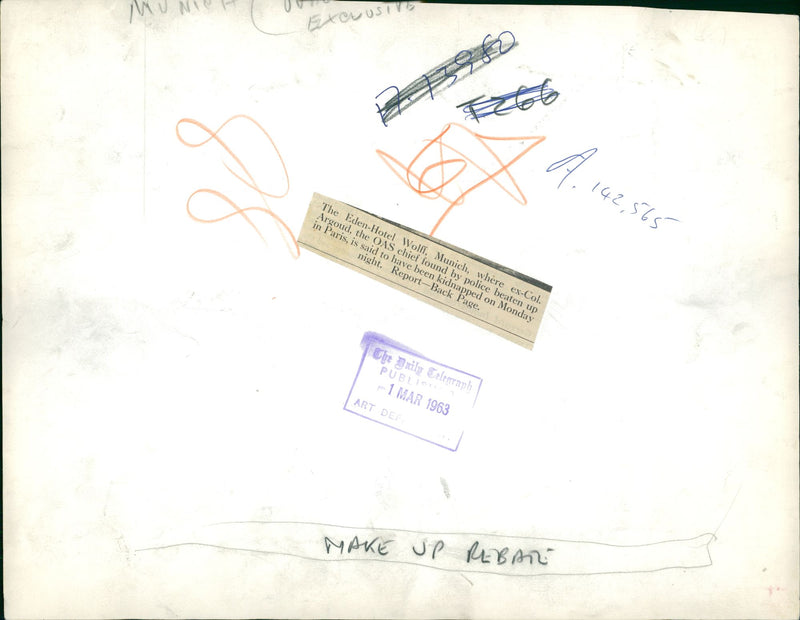 MUNICH (
EXCLUSIVE
A. 13980
F266
A. 142,565
The Eden-Hotel Wolff, Munich, where ex-Col.
Argoud, the OAS chief found by police beaten up
in Paris, is said to have been kidnapped on Monday
night. Report—Back Page.
The Daily Telegraph
1 MAR 1963
ART
MAKE UP REBATE